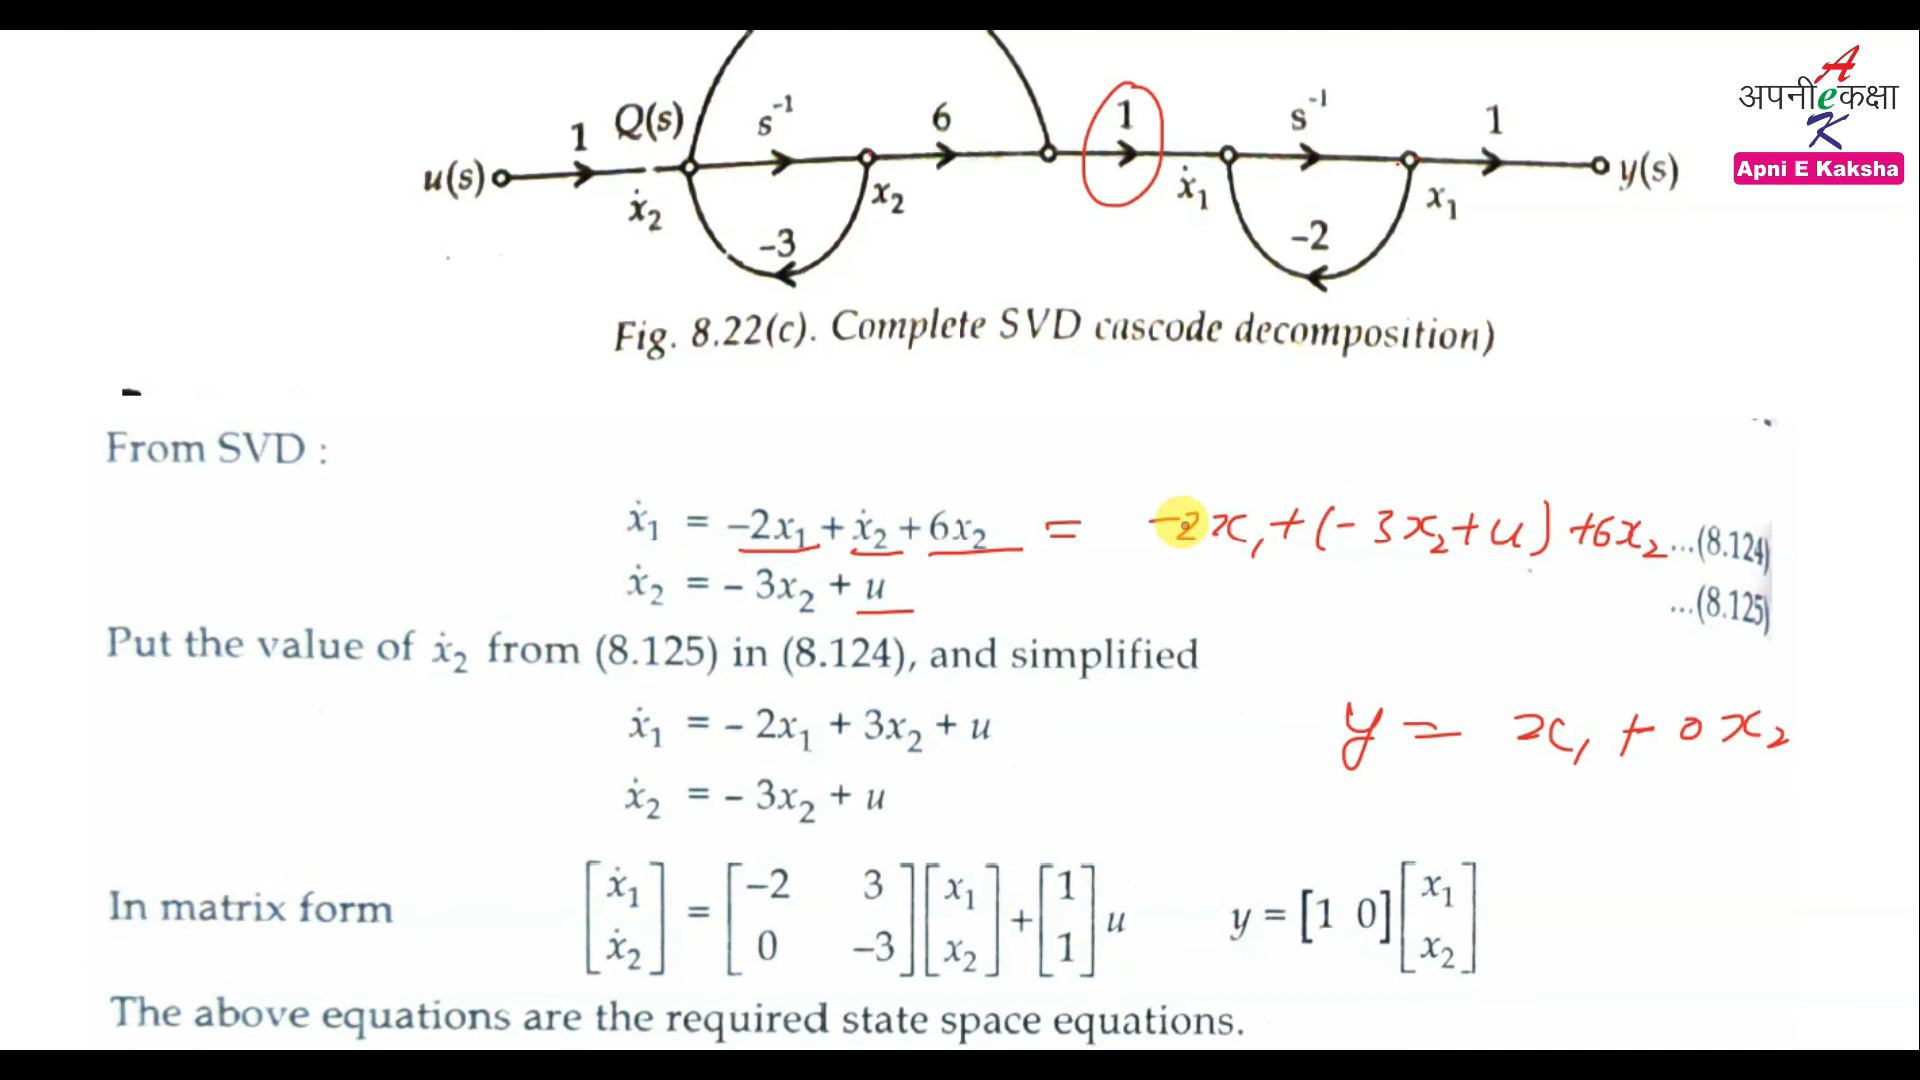 अपनी e कक्षा
A
K
Apni E Kaksha
u(s) 1 Q(s) s⁻¹ 6 1 s⁻¹ 1 y(s)
ẋ₂ x₂ ẋ₁ x₁
-3 -2
Fig. 8.22(c). Complete SVD cascode decomposition)
From SVD :
ẋ₁ = -2x₁ + ẋ₂ + 6x₂ = -2x₁ + (-3x₂ + u) + 6x₂ ...(8.124)
ẋ₂ = - 3x₂ + u ...(8.125)
Put the value of ẋ₂ from (8.125) in (8.124), and simplified
ẋ₁ = - 2x₁ + 3x₂ + u y = x₁ + 0x₂
ẋ₂ = - 3x₂ + u
In matrix form [ẋ₁ ẋ₂] = [-2 3 0 -3] [x₁ x₂] + [1 1] u y = [1 0] [x₁ x₂]
The above equations are the required state space equations.